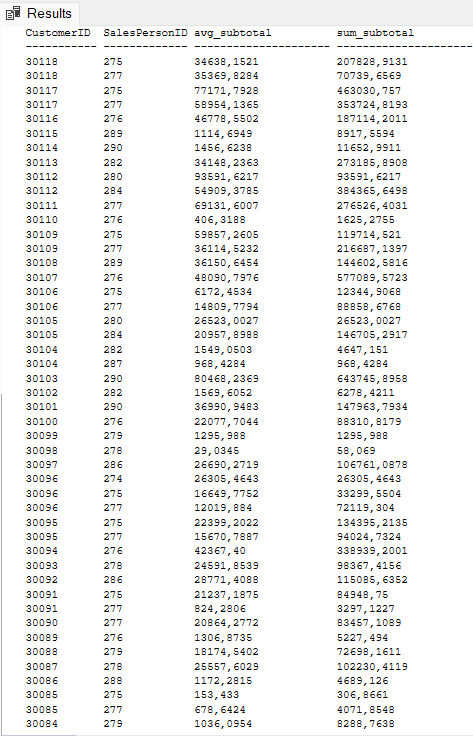 Results
CustomerID SalesPersonID avg_subtotal sum_subtotal
----------- ------------- --------------------- ---------------------
30118 275 34638,1521 207828,9131
30118 277 35369,8284 70739,6569
30117 275 77171,7928 463030,757
30117 277 58954,1365 353724,8193
30116 276 46778,5502 187114,2011
30115 289 1114,6949 8917,5594
30114 290 1456,6238 11652,9911
30113 282 34148,2363 273185,8908
30112 280 93591,6217 93591,6217
30112 284 54909,3785 384365,6498
30111 277 69131,6007 276526,4031
30110 276 406,3188 1625,2755
30109 275 59857,2605 119714,521
30109 277 36114,5232 216687,1397
30108 289 36150,6454 144602,5816
30107 276 48090,7976 577089,5723
30106 275 6172,4534 12344,9068
30106 277 14809,7794 88858,6768
30105 280 26523,0027 26523,0027
30105 284 20957,8988 146705,2917
30104 282 1549,0503 4647,151
30104 287 968,4284 968,4284
30103 290 80468,2369 643745,8958
30102 282 1569,6052 6278,4211
30101 290 36990,9483 147963,7934
30100 276 22077,7044 88310,8179
30099 279 1295,988 1295,988
30098 278 29,0345 58,069
30097 286 26690,2719 106761,0878
30096 274 26305,4643 26305,4643
30096 275 16649,7752 33299,5504
30096 277 12019,884 72119,304
30095 275 22399,2022 134395,2135
30095 277 15670,7887 94024,7324
30094 276 42367,40 338939,2001
30093 278 24591,8539 98367,4156
30092 286 28771,4088 115085,6352
30091 275 21237,1875 84948,75
30091 277 824,2806 3297,1227
30090 277 20864,2772 83457,1089
30089 276 1306,8735 5227,494
30088 279 18174,5402 72698,1611
30087 278 25557,6029 102230,4119
30086 288 1172,2815 4689,126
30085 275 153,433 306,8661
30085 277 678,6424 4071,8548
30084 279 1036,0954 8288,7638